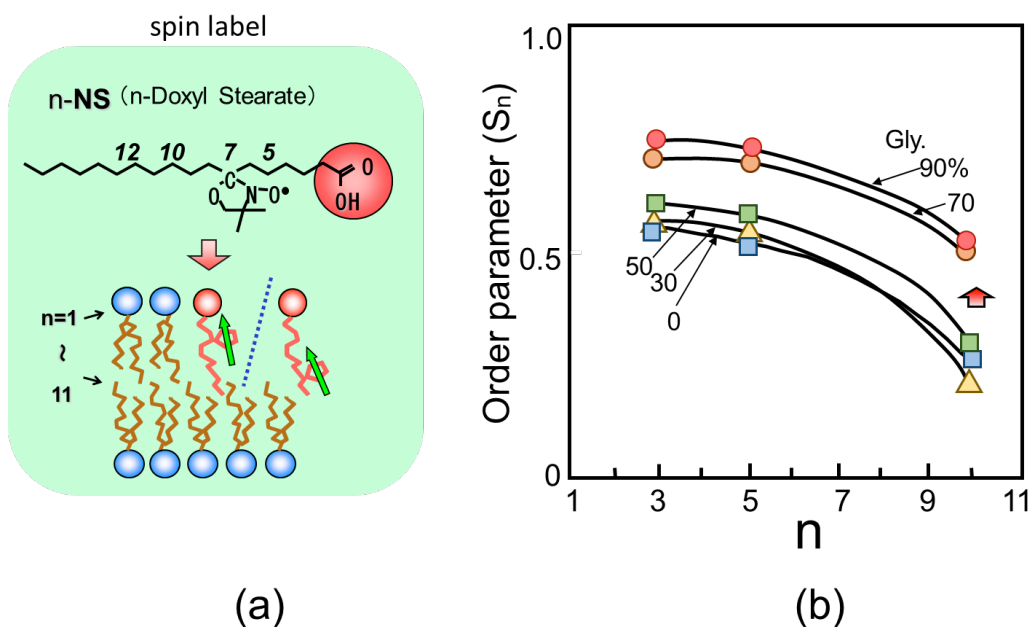 spin label
n-NS (n-Doxyl Stearate)
12 10 7 5
C
O
N-O•
O
OH
n=1
~
11
(a)
Order parameter (Sn)
1.0
0.5
0
Gly.
90%
70
50
30
0
1 3 5 7 9 11
n
(b)